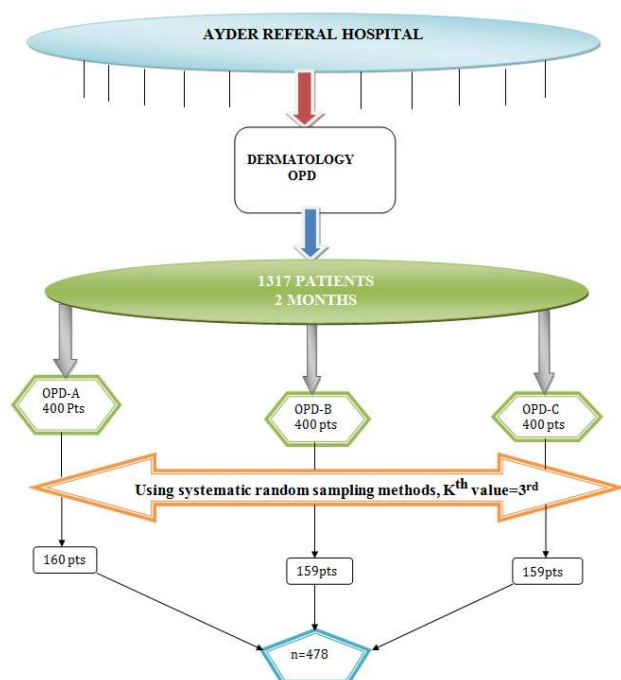 AYDER REFERAL HOSPITAL
DERMATOLOGY
OPD
1317 PATIENTS
2 MONTHS
OPD-A
400 Pts
OPD-B
400 pts
OPD-C
400 pts
Using systematic random sampling methods, Kth value=3rd
160 pts
159pts
159pts
n=478